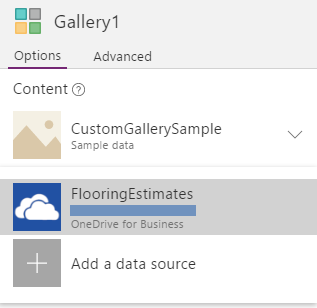 Gallery1
Options
Advanced
Content ?
CustomGallerySample
Sample data
FlooringEstimates
OneDrive for Business
Add a data source